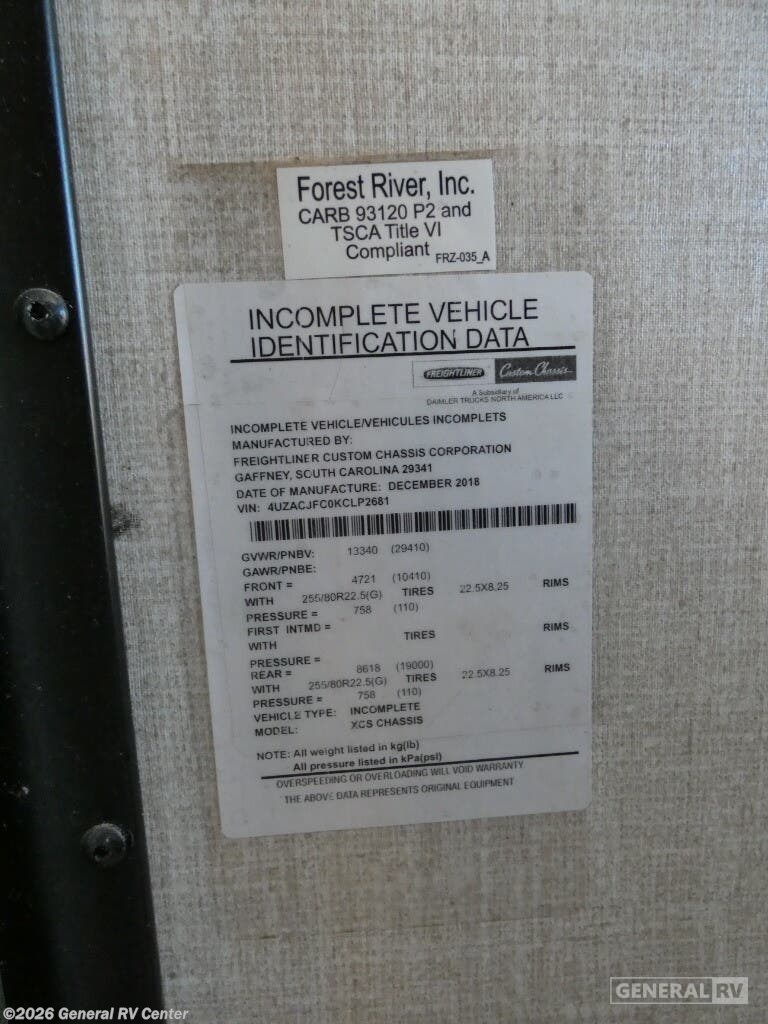 Forest River, Inc.
CARB 93120 P2 and
TSCA Title VI
Compliant FRZ-035_A
INCOMPLETE VEHICLE
IDENTIFICATION DATA
FREIGHTLINER Custom Chassis
A Subsidiary of
DAIMLER TRUCKS NORTH AMERICA LLC
INCOMPLETE VEHICLE/VEHICULES INCOMPLETS
MANUFACTURED BY:
FREIGHTLINER CUSTOM CHASSIS CORPORATION
GAFFNEY, SOUTH CAROLINA 29341
DATE OF MANUFACTURE: DECEMBER 2018
VIN: 4UZACJFC0KCLP2681
GVWR/PNBV: 13340 (29410)
GAWR/PNBE:
FRONT = 4721 (10410)
WITH 255/80R22.5(G) TIRES 22.5X8.25 RIMS
PRESSURE = 758 (110)
FIRST INTMD =
WITH TIRES RIMS
PRESSURE =
REAR = 8618 (19000)
WITH 255/80R22.5(G) TIRES 22.5X8.25 RIMS
PRESSURE = 758 (110)
VEHICLE TYPE: INCOMPLETE
MODEL: XCS CHASSIS
NOTE: All weight listed in kg(lb)
All pressure listed in kPa(psi)
OVERSPEEDING OR OVERLOADING WILL VOID WARRANTY
THE ABOVE DATA REPRESENTS ORIGINAL EQUIPMENT
GENERAL RV
©2026 General RV Center